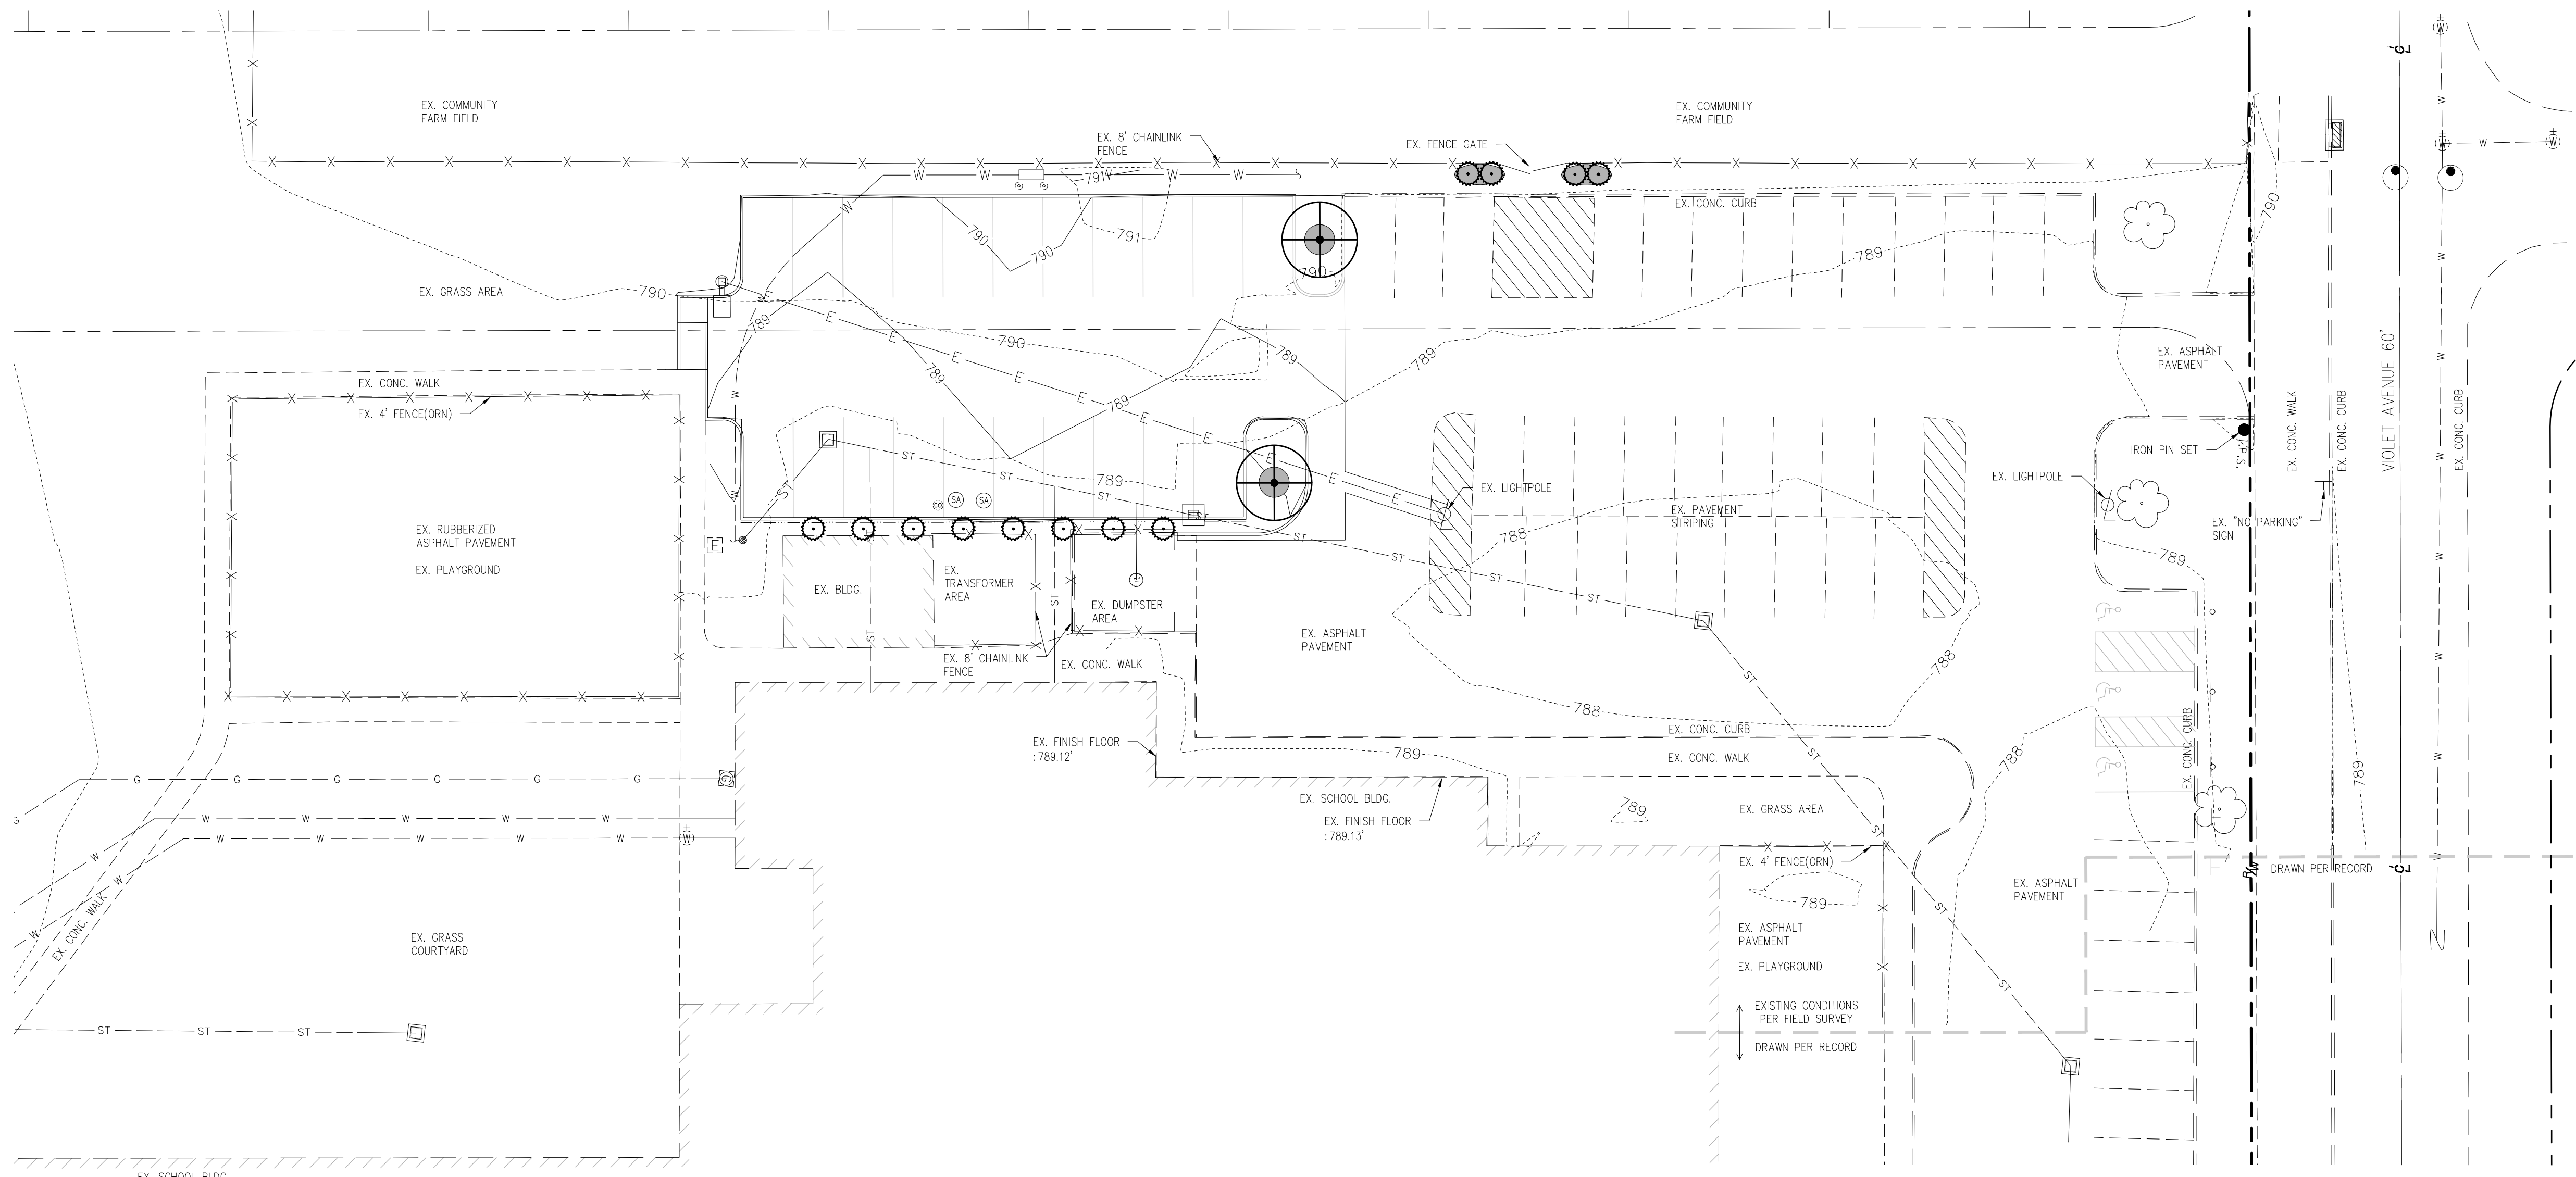 EX. COMMUNITY
FARM FIELD
EX. 8' CHAINLINK
FENCE
EX. FENCE GATE
EX. COMMUNITY
FARM FIELD
791
791
790
790
790
EX. CONC. CURB
789
790
EX. GRASS AREA
790
789
790
789
789
789
789
EX. ASPHALT
PAVEMENT
VIOLET AVENUE 60'
EX. CONC. WALK
EX. CONC. CURB
EX. CONC. CURB
EX. CONC. WALK
EX. 4' FENCE(ORN)
IRON PIN SET
I.P.S.
EX. LIGHTPOLE
EX. LIGHTPOLE
789
SA
SA
EX. PAVEMENT
STRIPING
788
EX. "NO PARKING"
SIGN
EX. RUBBERIZED
ASPHALT PAVEMENT
EX. PLAYGROUND
EX. BLDG.
EX.
TRANSFORMER
AREA
EX. DUMPSTER
AREA
789
EX. ASPHALT
PAVEMENT
EX. 8' CHAINLINK
FENCE
EX. CONC. WALK
788
788
788
EX. CONC. CURB
EX. CONC. CURB
EX. CONC. WALK
EX. FINISH FLOOR
:789.12'
789
789
EX. SCHOOL BLDG.
EX. FINISH FLOOR
:789.13'
789
EX. GRASS AREA
EX. 4' FENCE(ORN)
R/W
DRAWN PER RECORD
EX. ASPHALT
PAVEMENT
789
EX. CONC. WALK
EX. GRASS
COURTYARD
EX. ASPHALT
PAVEMENT
EX. PLAYGROUND
EXISTING CONDITIONS
PER FIELD SURVEY
DRAWN PER RECORD
EX. SCHOOL BLDG.